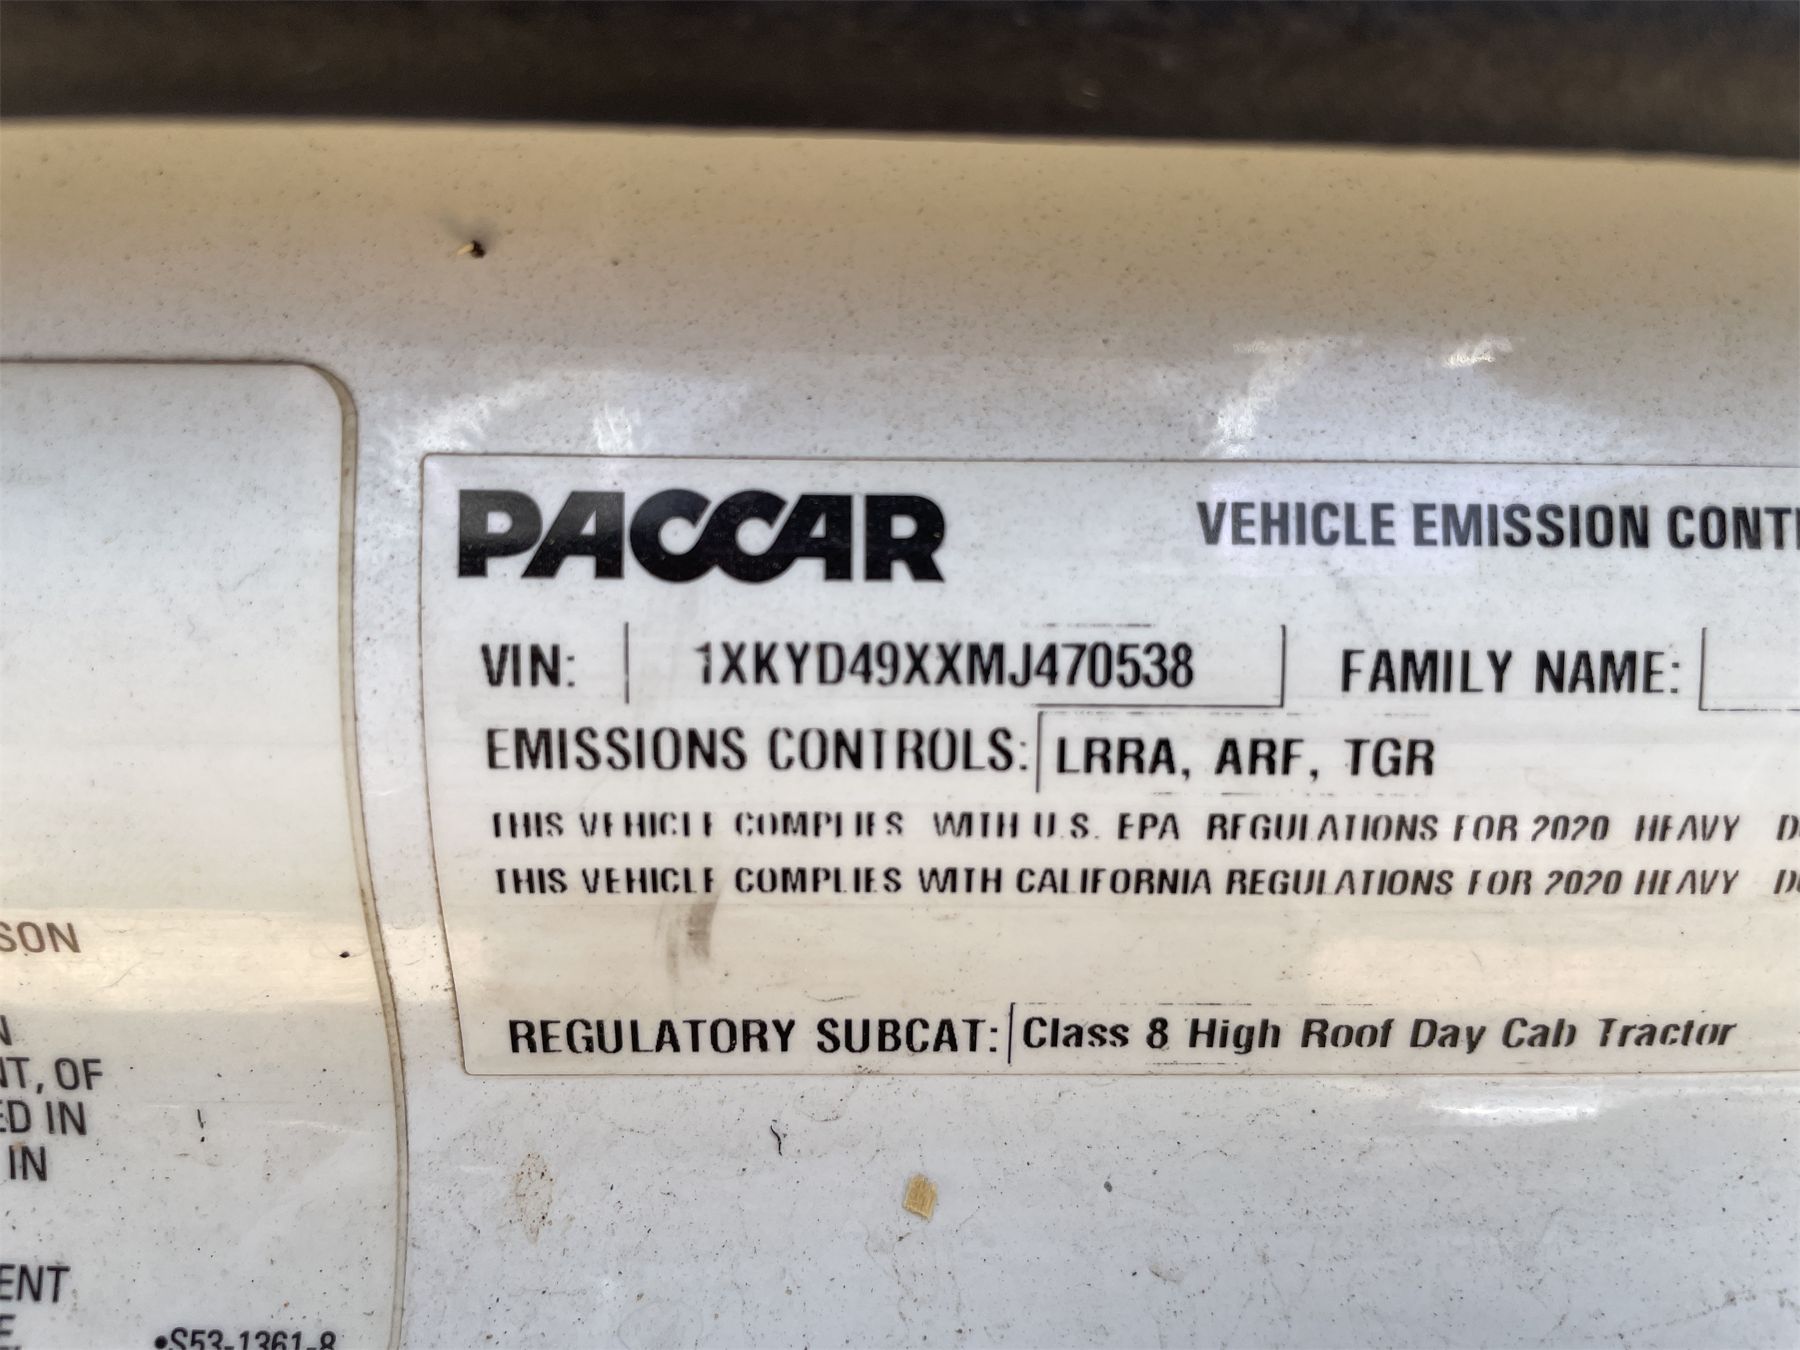 PACCAR
VEHICLE EMISSION CONT
VIN: 1XKYD49XXMJ470538 FAMILY NAME:
EMISSIONS CONTROLS: LRRA, ARF, TGR
THIS VEHICLE COMPLIES WITH U.S. EPA REGULATIONS FOR 2020 HEAVY
THIS VEHICLE COMPLIES WITH CALIFORNIA REGULATIONS FOR 2020 HEAVY
REGULATORY SUBCAT: Class 8 High Roof Day Cab Tractor
SON
N
NT, OF
ED IN
IN
ENT
E
•S53-1361-8